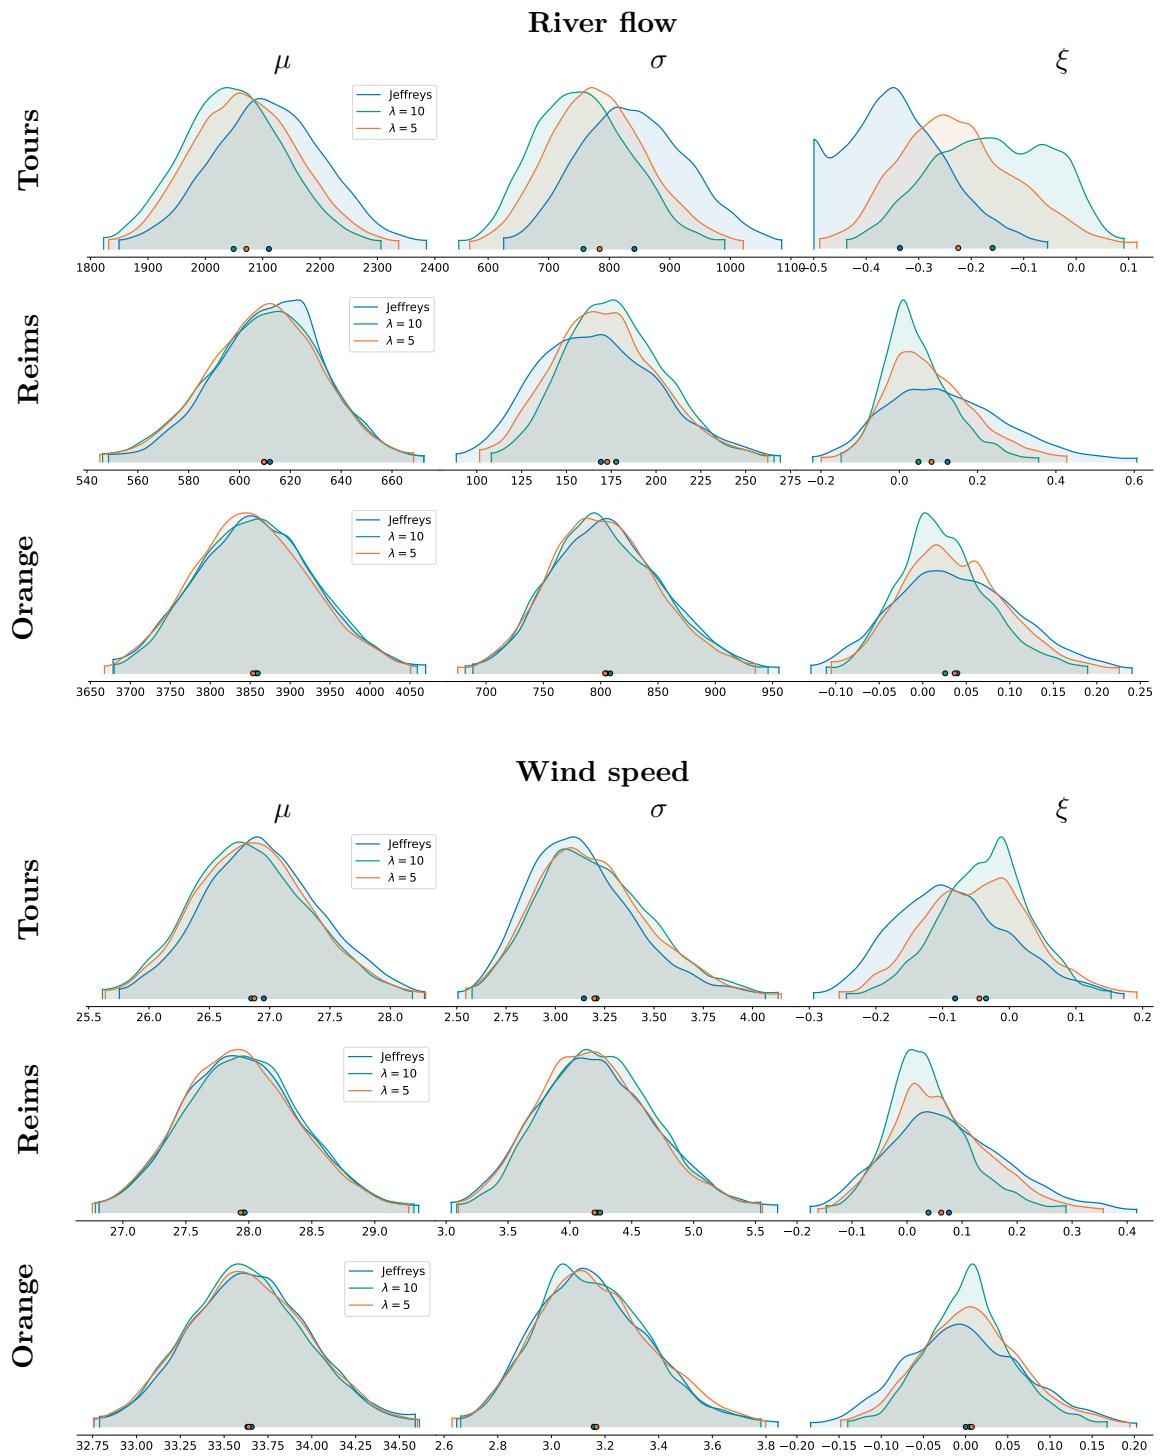 River flow
μ σ ξ
Tours
Jeffreys
λ = 10
λ = 5
1800 1900 2000 2100 2200 2300 2400
600 700 800 900 1000 1100
−0.5 −0.4 −0.3 −0.2 −0.1 0.0 0.1
Reims
Jeffreys
λ = 10
λ = 5
540 560 580 600 620 640 660
100 125 150 175 200 225 250 275
−0.2 0.0 0.2 0.4 0.6
Orange
Jeffreys
λ = 10
λ = 5
3650 3700 3750 3800 3850 3900 3950 4000 4050
700 750 800 850 900 950
−0.10 −0.05 0.00 0.05 0.10 0.15 0.20 0.25
Wind speed
μ σ ξ
Tours
Jeffreys
λ = 10
λ = 5
25.5 26.0 26.5 27.0 27.5 28.0
2.50 2.75 3.00 3.25 3.50 3.75 4.00
−0.3 −0.2 −0.1 0.0 0.1 0.2
Reims
Jeffreys
λ = 10
λ = 5
27.0 27.5 28.0 28.5 29.0
3.0 3.5 4.0 4.5 5.0 5.5
−0.2 −0.1 0.0 0.1 0.2 0.3 0.4
Orange
Jeffreys
λ = 10
λ = 5
32.75 33.00 33.25 33.50 33.75 34.00 34.25 34.50
2.6 2.8 3.0 3.2 3.4 3.6 3.8
−0.20 −0.15 −0.10 −0.05 0.00 0.05 0.10 0.15 0.20